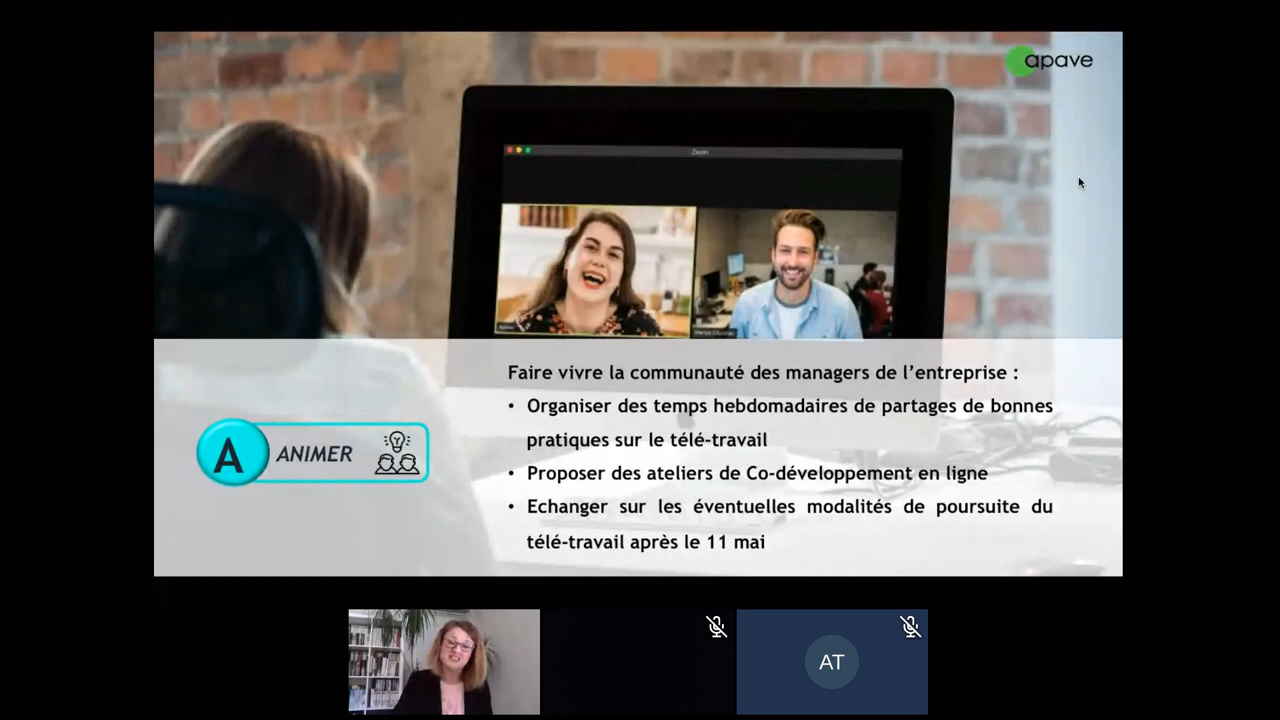 apave
Zoom
Faire vivre la communauté des managers de l’entreprise :
• Organiser des temps hebdomadaires de partages de bonnes
pratiques sur le télé-travail
A ANIMER
• Proposer des ateliers de Co-développement en ligne
• Echanger sur les éventuelles modalités de poursuite du
télé-travail après le 11 mai
AT